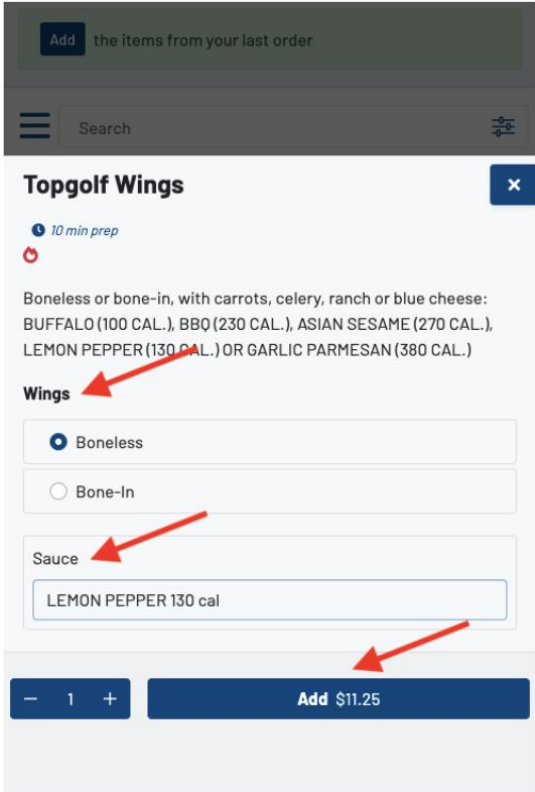 Add the items from your last order
Search
Topgolf Wings
×
10 min prep
Boneless or bone-in, with carrots, celery, ranch or blue cheese:
BUFFALO (100 CAL.), BBQ (230 CAL.), ASIAN SESAME (270 CAL.),
LEMON PEPPER (130 CAL.) OR GARLIC PARMESAN (380 CAL.)
Wings
Boneless
Bone-In
Sauce
LEMON PEPPER 130 cal
− 1 + Add $11.25